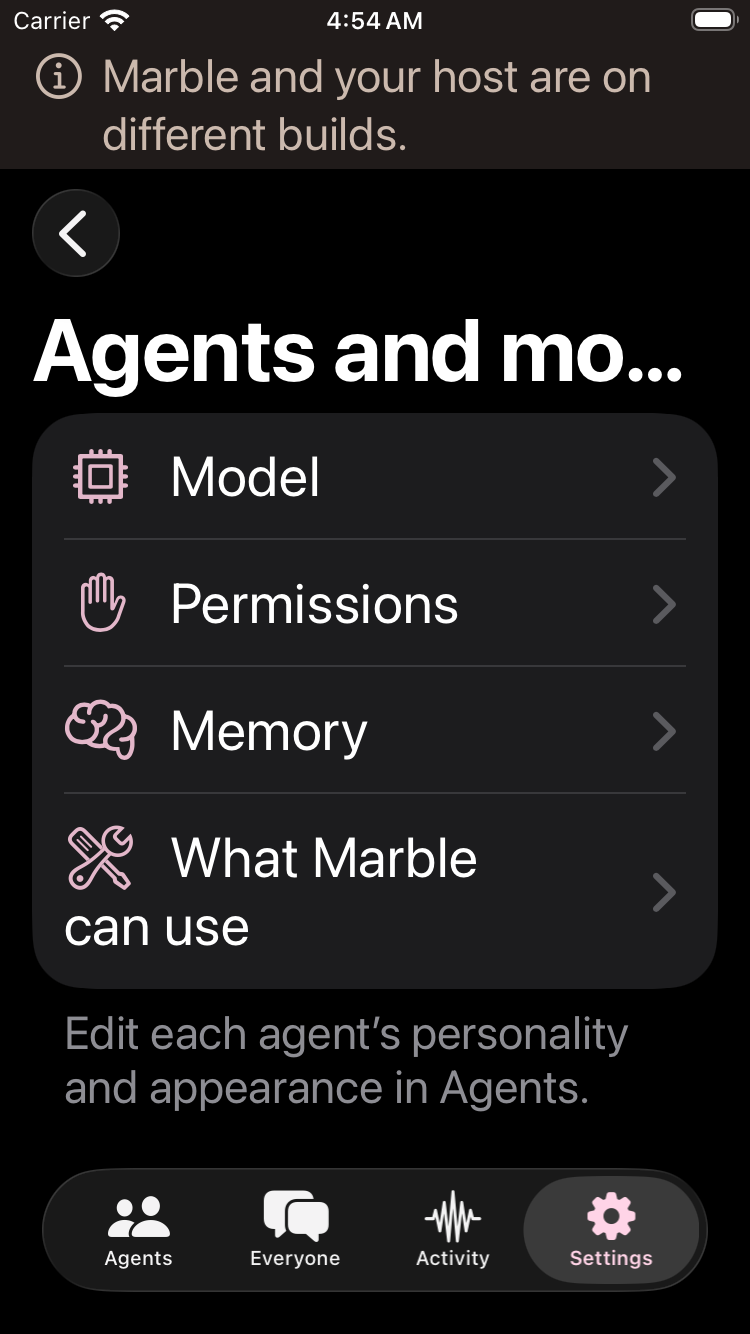 Carrier 4:54 AM
Marble and your host are on
different builds.
Agents and mo...
Model
Permissions
Memory
What Marble
can use
Edit each agent’s personality
and appearance in Agents.
Agents Everyone Activity Settings